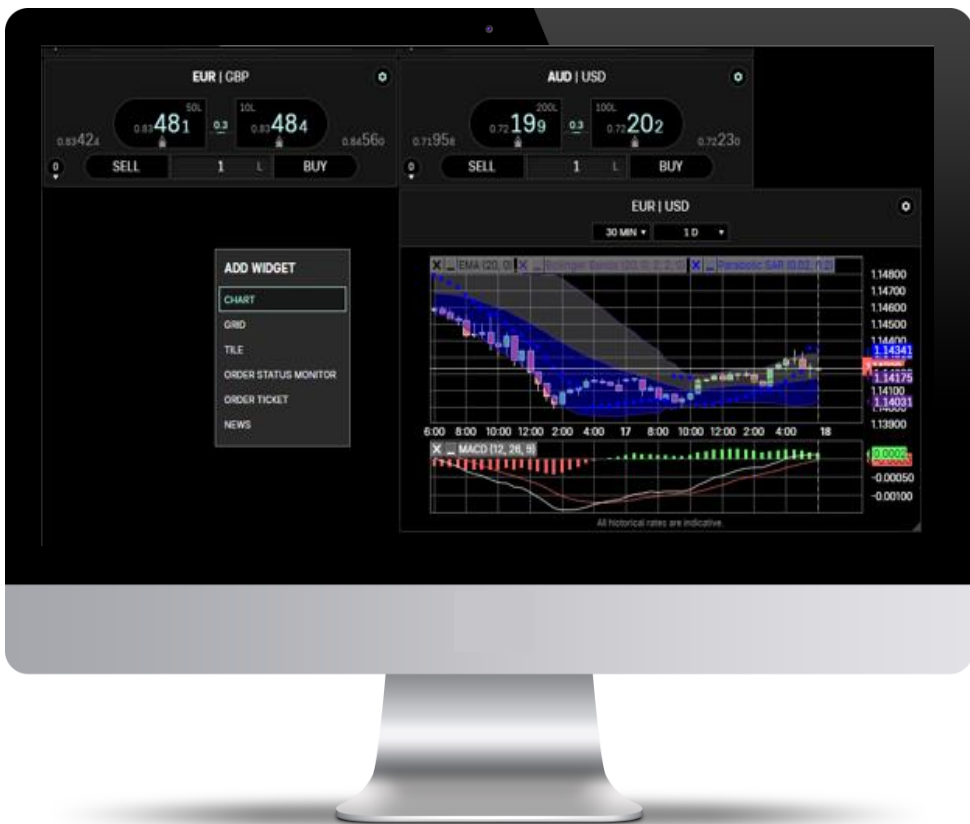 EUR | GBP
50L 10L
0.83424 0.83481 0.3 0.83484 0.84560
0 SELL 1 L BUY
AUD | USD
200L 100L
0.71958 0.72199 0.3 0.72202 0.72230
0 SELL 1 L BUY
EUR | USD
30 MIN 1 D
ADD WIDGET
CHART
GRID
TILE
ORDER STATUS MONITOR
ORDER TICKET
NEWS
X _ EMA (20, 0) X _ Bollinger Bands X _ Parabolic SAR (0.02, 0.2)
1.14800
1.14700
1.14600
1.14500
1.14400
1.14341
1.14175
1.14100
1.14031
1.13900
6:00 8:00 10:00 12:00 2:00 4:00 17 8:00 10:00 12:00 2:00 4:00 18
X _ MACD (12, 26, 9)
0.0002
-0.00050
-0.00100
All historical rates are indicative.